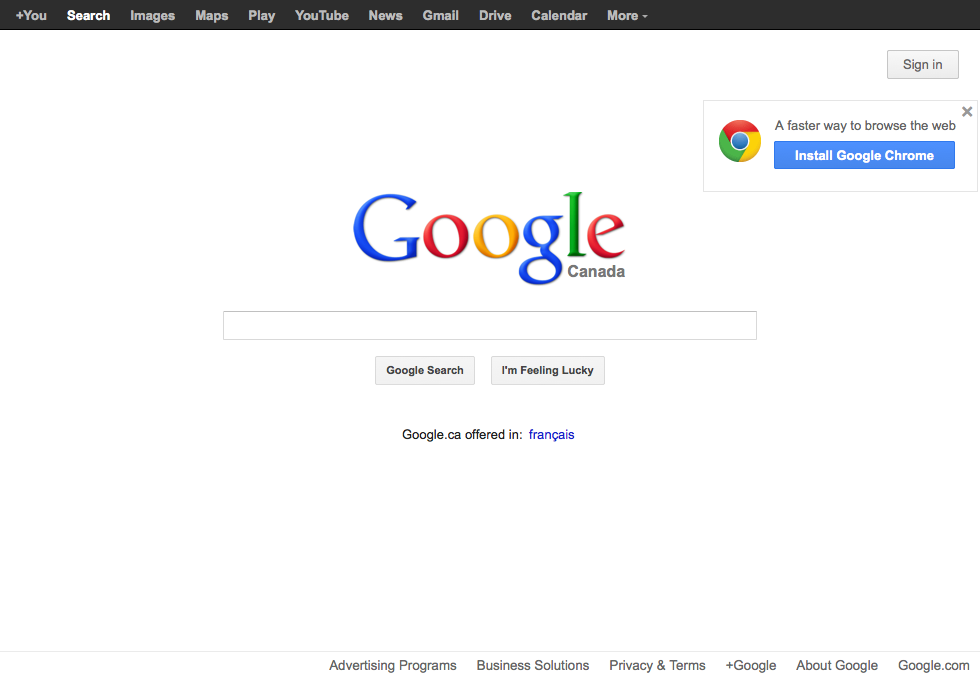 +You Search Images Maps Play YouTube News Gmail Drive Calendar More
Sign in
A faster way to browse the web
Install Google Chrome
Google
Canada
Google Search I'm Feeling Lucky
Google.ca offered in: français
Advertising Programs Business Solutions Privacy & Terms +Google About Google Google.com